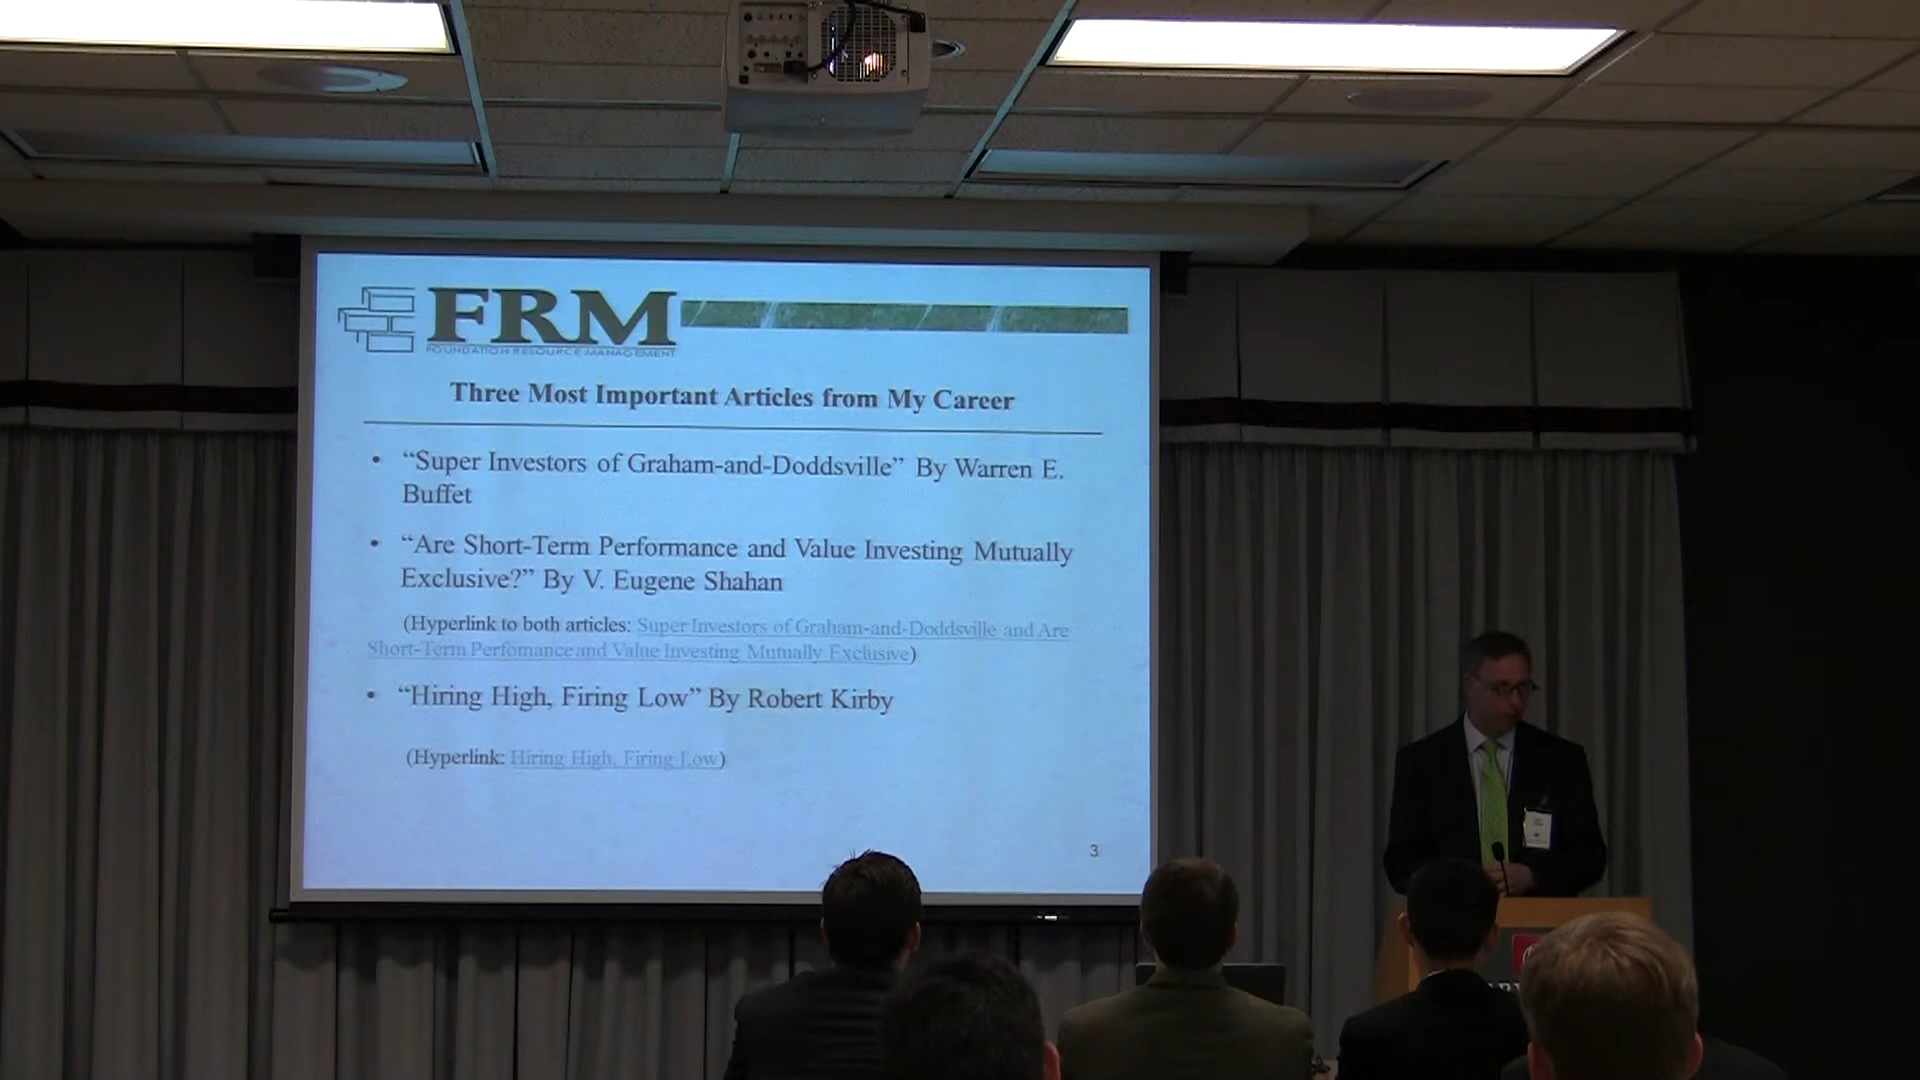 FRM
FOUNDATION RESOURCE MANAGEMENT
Three Most Important Articles from My Career
• “Super Investors of Graham-and-Doddsville” By Warren E.
Buffet
• “Are Short-Term Performance and Value Investing Mutually
Exclusive?” By V. Eugene Shahan
(Hyperlink to both articles: Super Investors of Graham-and-Doddsville and Are
Short-Term Perfomance and Value Investing Mutually Exclusive)
• “Hiring High, Firing Low” By Robert Kirby
(Hyperlink: Hiring High, Firing Low)
3